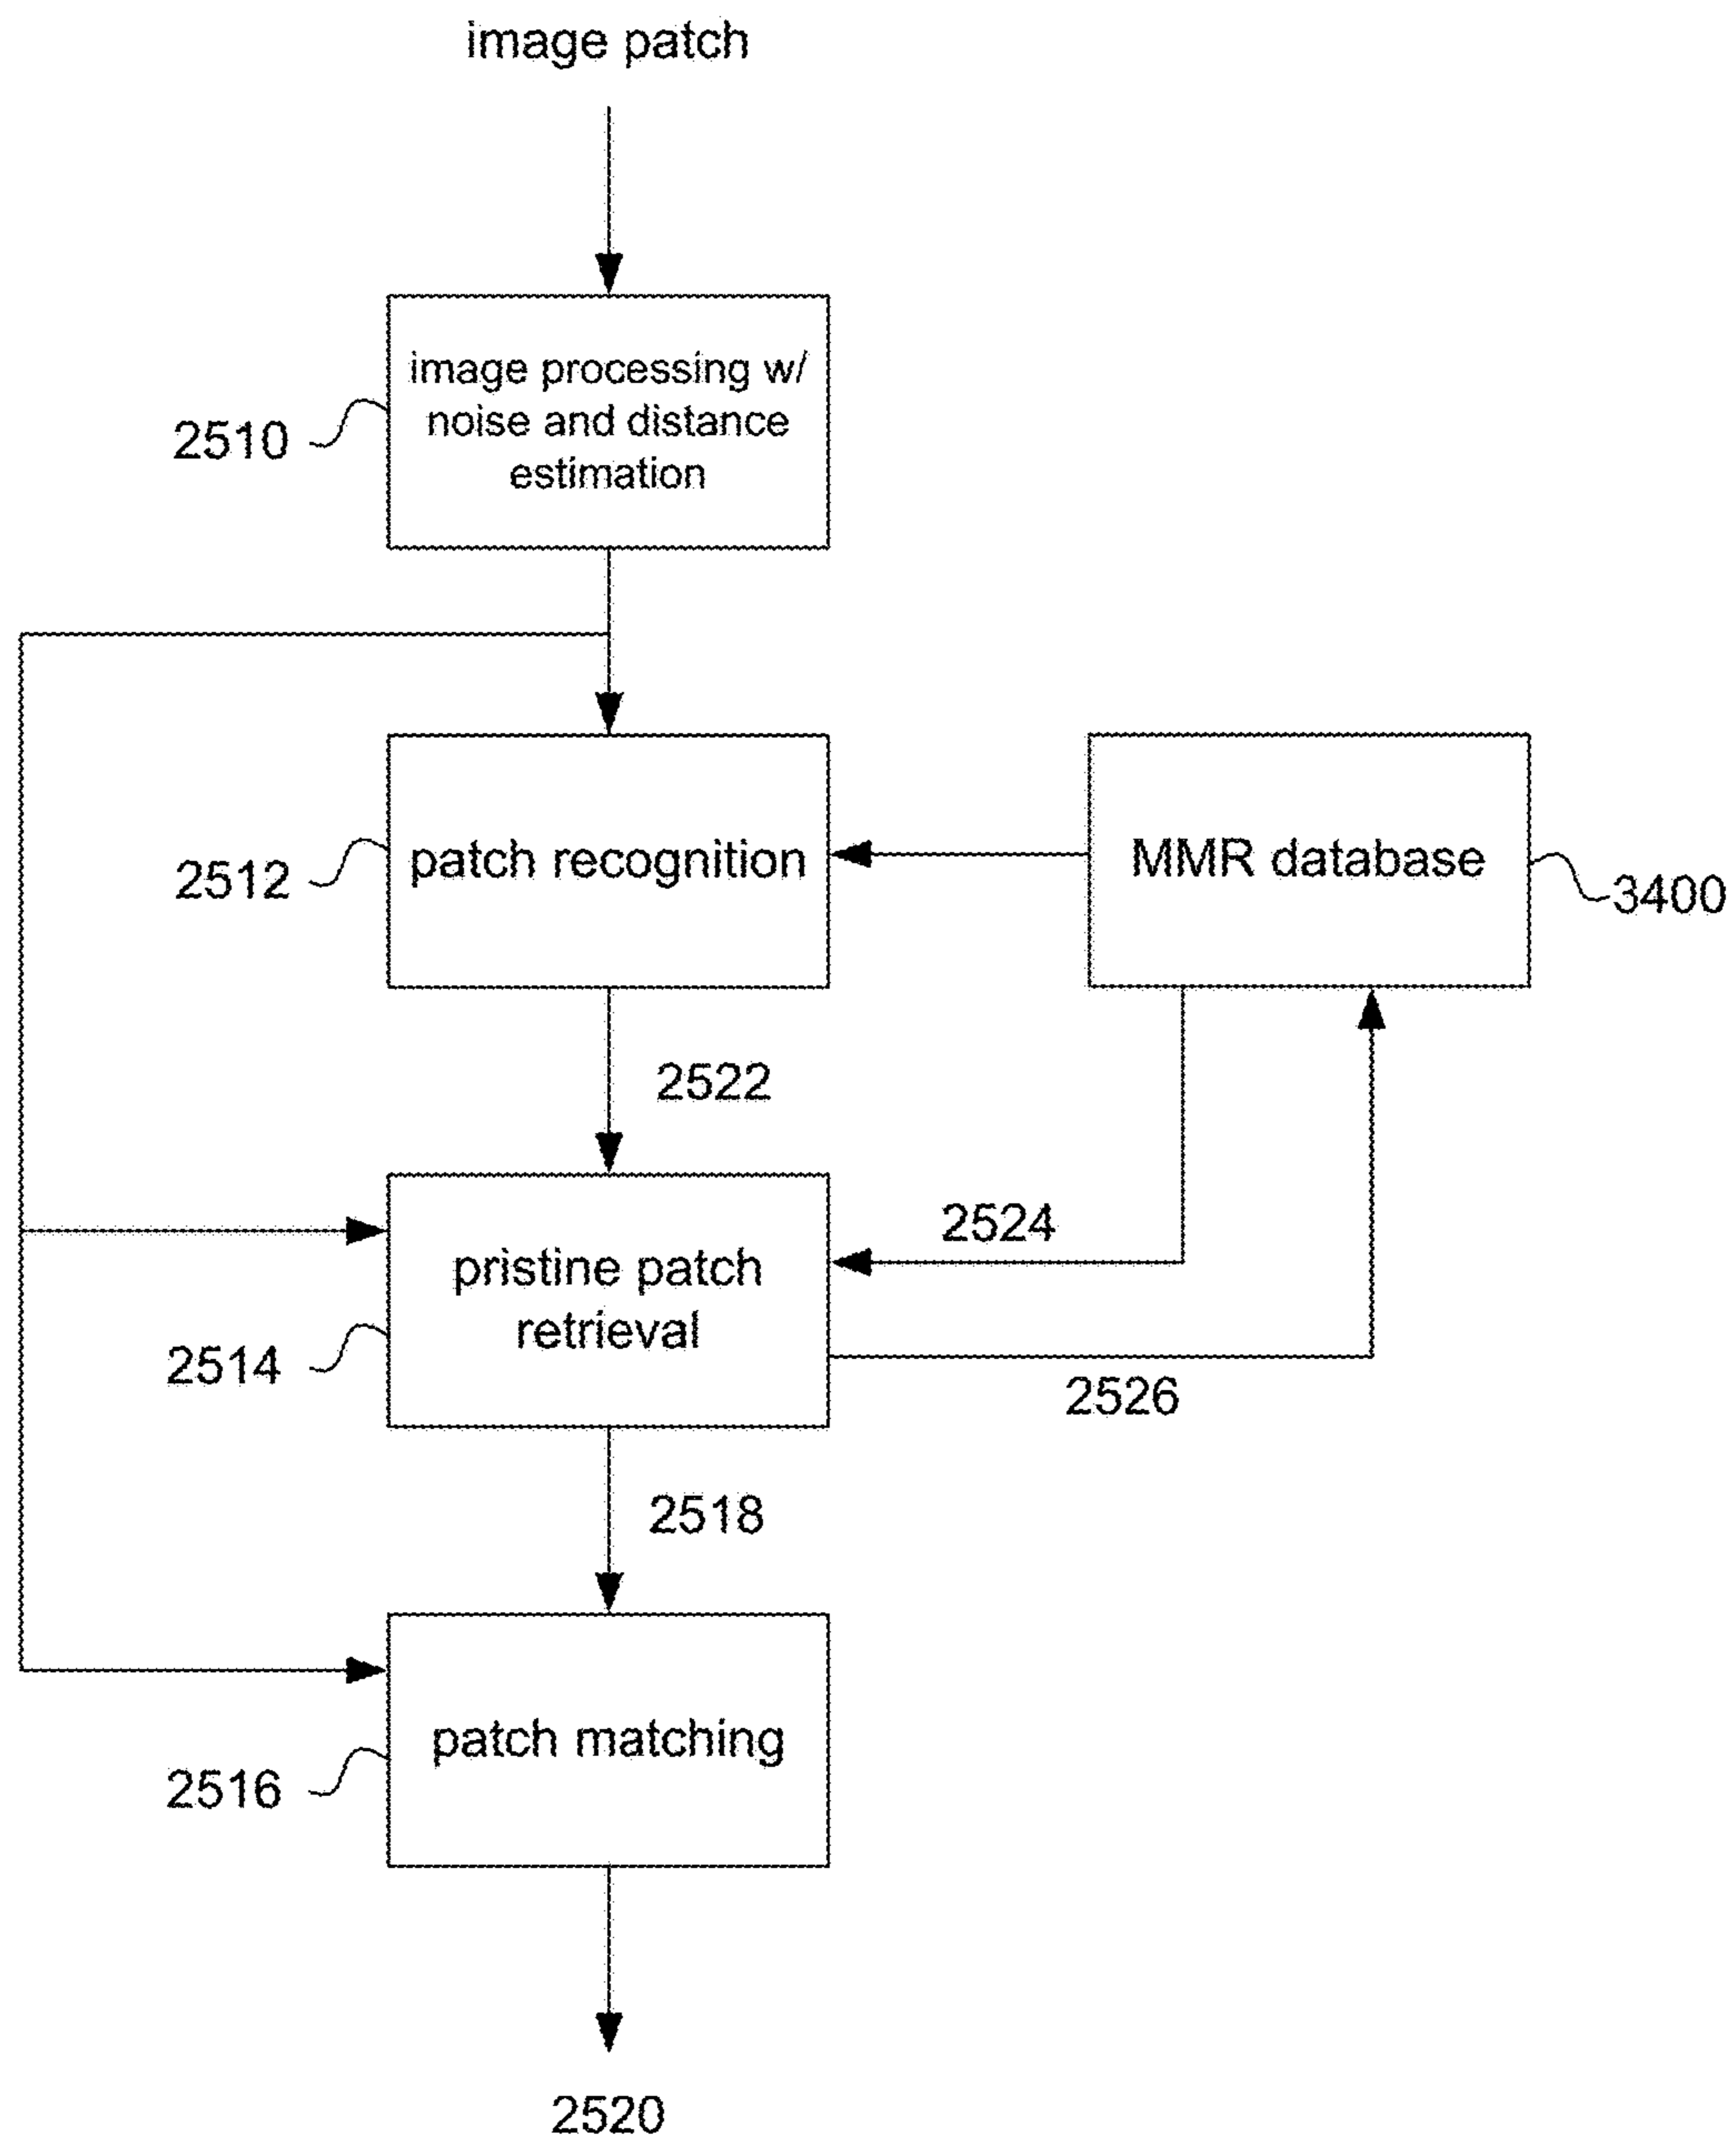 image patch
image processing w/
noise and distance
estimation
2510
patch recognition
2512
MMR database
3400
2522
pristine patch
retrieval
2514
2524
2526
2518
patch matching
2516
2520